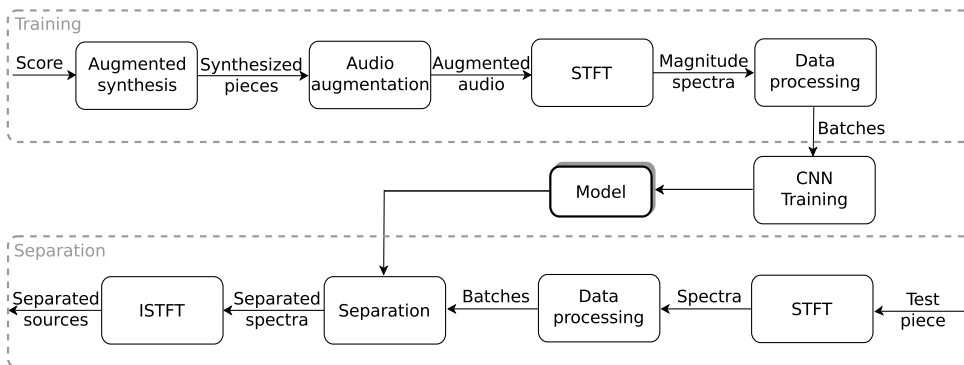 Training
Score
Augmented
synthesis
Synthesized
pieces
Audio
augmentation
Augmented
audio
STFT
Magnitude
spectra
Data
processing
Batches
CNN
Training
Model
Separation
Separated
sources
ISTFT
Separated
spectra
Separation
Batches
Data
processing
Spectra
STFT
Test
piece